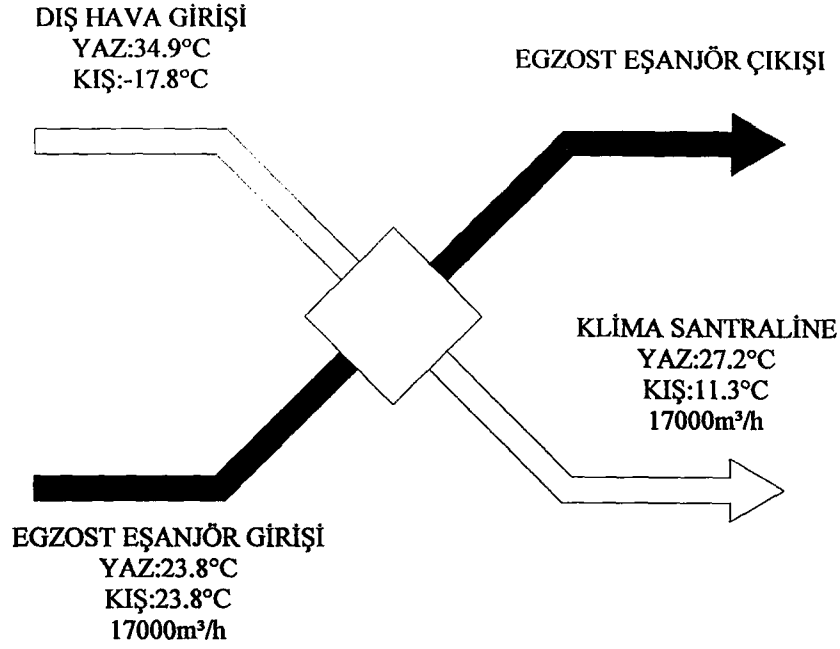 DIŞ HAVA GİRİŞİ
YAZ:34.9°C
KIŞ:-17.8°C
EGZOST EŞANJÖR ÇIKIŞI
KLİMA SANTRALİNE
YAZ:27.2°C
KIŞ:11.3°C
17000m³/h
EGZOST EŞANJÖR GİRİŞİ
YAZ:23.8°C
KIŞ:23.8°C
17000m³/h